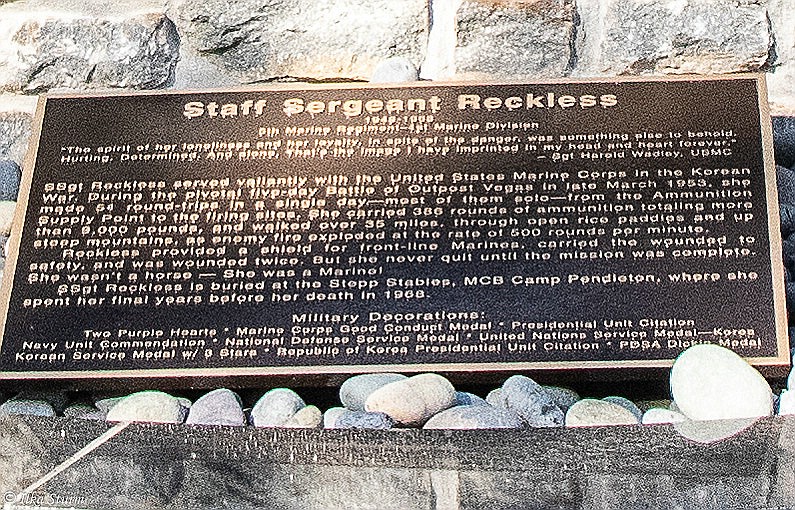 Staff Sergeant Reckless
1948-1968
5th Marine Regiment–1st Marine Division
"The spirit of her loneliness and her loyalty, in spite of the danger, was something else to behold.
Hurting. Determined. And alone. That's the image I have imprinted in my head and heart forever."
– Sgt Harold Wadley, USMC
SSgt Reckless served valiantly with the United States Marine Corps in the Korean
War. During the pivotal five-day Battle of Outpost Vegas in late March 1953, she
made 51 round-trips in a single day—most of them solo—from the Ammunition
Supply Point to the firing sites. She carried 386 rounds of ammunition totaling more
than 9,000 pounds, and walked over 35 miles, through open rice paddies and up
steep mountains, as enemy fire exploded at the rate of 500 rounds per minute.
Reckless provided a shield for front-line Marines, carried the wounded to
safety, and was wounded twice. But she never quit until the mission was complete.
She wasn't a horse — She was a Marine!
SSgt Reckless is buried at the Stepp Stables, MCB Camp Pendleton, where she
spent her final years before her death in 1968.
Military Decorations:
Two Purple Hearts * Marine Corps Good Conduct Medal * Presidential Unit Citation
Navy Unit Commendation * National Defense Service Medal * United Nations Service Medal—Korea
Korean Service Medal w/ 3 Stars * Republic of Korea Presidential Unit Citation * PDSA Dickin Medal
© Ilka Sturm